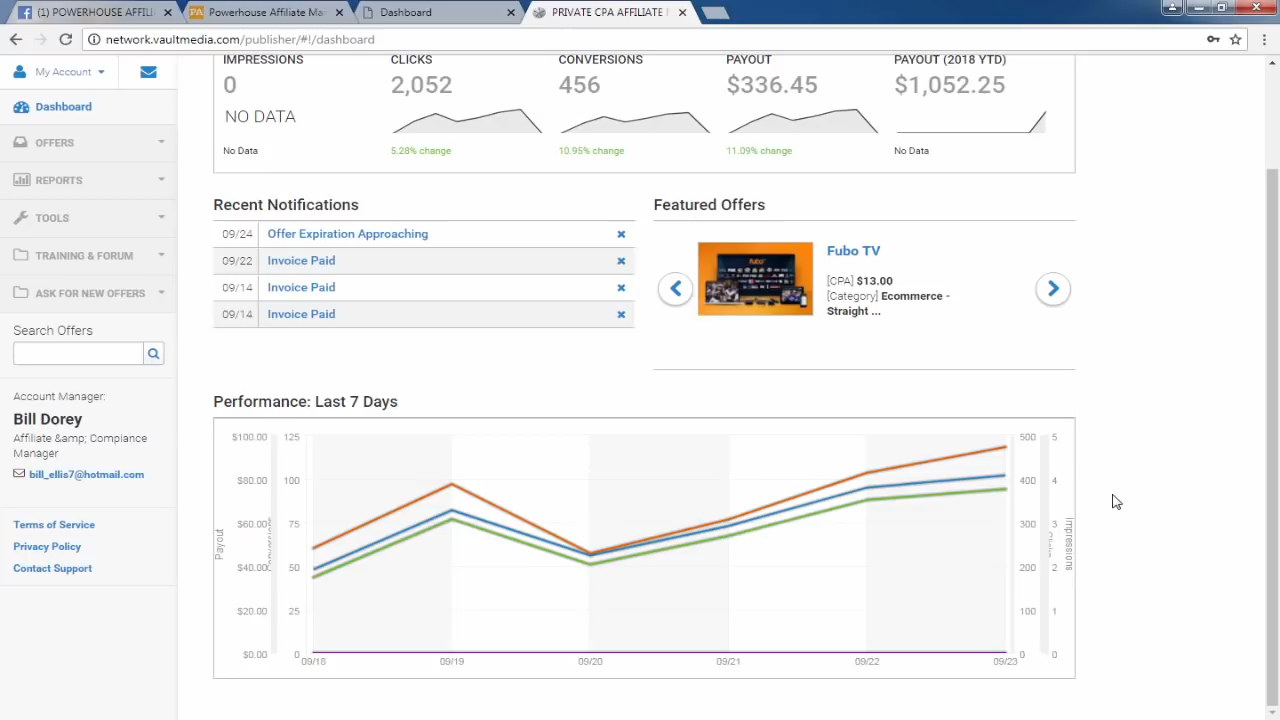 (1) POWERHOUSE AFFILI
Powerhouse Affiliate Ma
Dashboard
PRIVATE CPA AFFILIATE
network.vaultmedia.com/publisher/#!/dashboard
My Account
Dashboard
OFFERS
REPORTS
TOOLS
TRAINING & FORUM
ASK FOR NEW OFFERS
Search Offers
Account Manager:
Bill Dorey
Affiliate &amp; Compliance
Manager
bill_ellis7@hotmail.com
Terms of Service
Privacy Policy
Contact Support
IMPRESSIONS
0
NO DATA
No Data
CLICKS
2,052
5.28% change
CONVERSIONS
456
10.95% change
PAYOUT
$336.45
11.09% change
PAYOUT (2018 YTD)
$1,052.25
No Data
Recent Notifications
09/24 Offer Expiration Approaching
09/22 Invoice Paid
09/14 Invoice Paid
09/14 Invoice Paid
Featured Offers
fubo
Fubo TV
[CPA] $13.00
[Category] Ecommerce -
Straight ...
Performance: Last 7 Days
$100.00 125 500 5
$80.00 100 400 4
$60.00 75 300 3
$40.00 50 200 2
$20.00 25 100 1
$0.00 0 0 0
Payout
Impressions
09/18 09/19 09/20 09/21 09/22 09/23